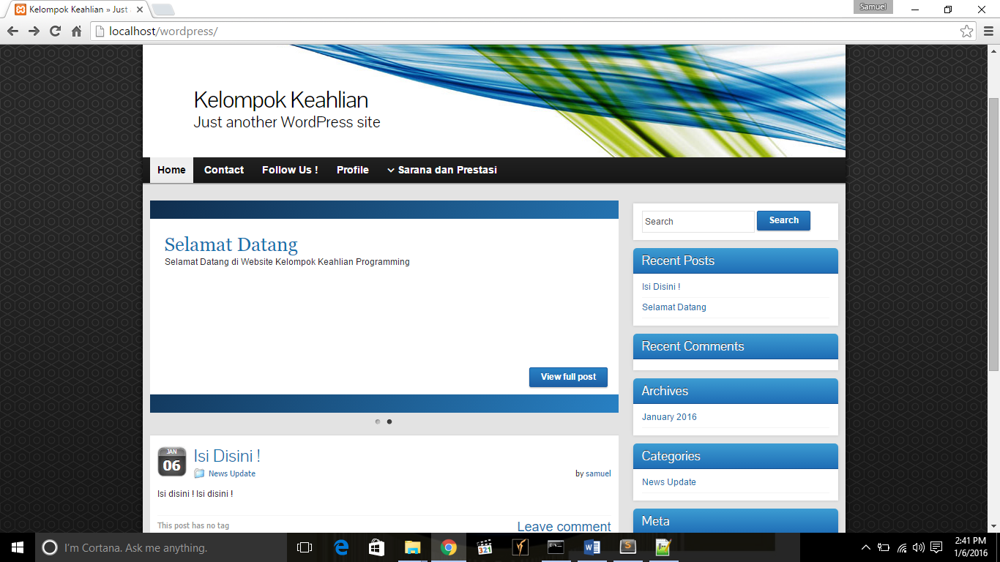 Kelompok Keahlian » Just
Samuel
localhost/wordpress/
Kelompok Keahlian
Just another WordPress site
Home Contact Follow Us ! Profile Sarana dan Prestasi
Selamat Datang
Selamat Datang di Website Kelompok Keahlian Programming
View full post
JAN
06
Isi Disini !
News Update
by samuel
Isi disini ! Isi disini !
This post has no tag
Leave comment
Search Search
Recent Posts
Isi Disini !
Selamat Datang
Recent Comments
Archives
January 2016
Categories
News Update
Meta
I'm Cortana. Ask me anything.
321
2:41 PM
1/6/2016